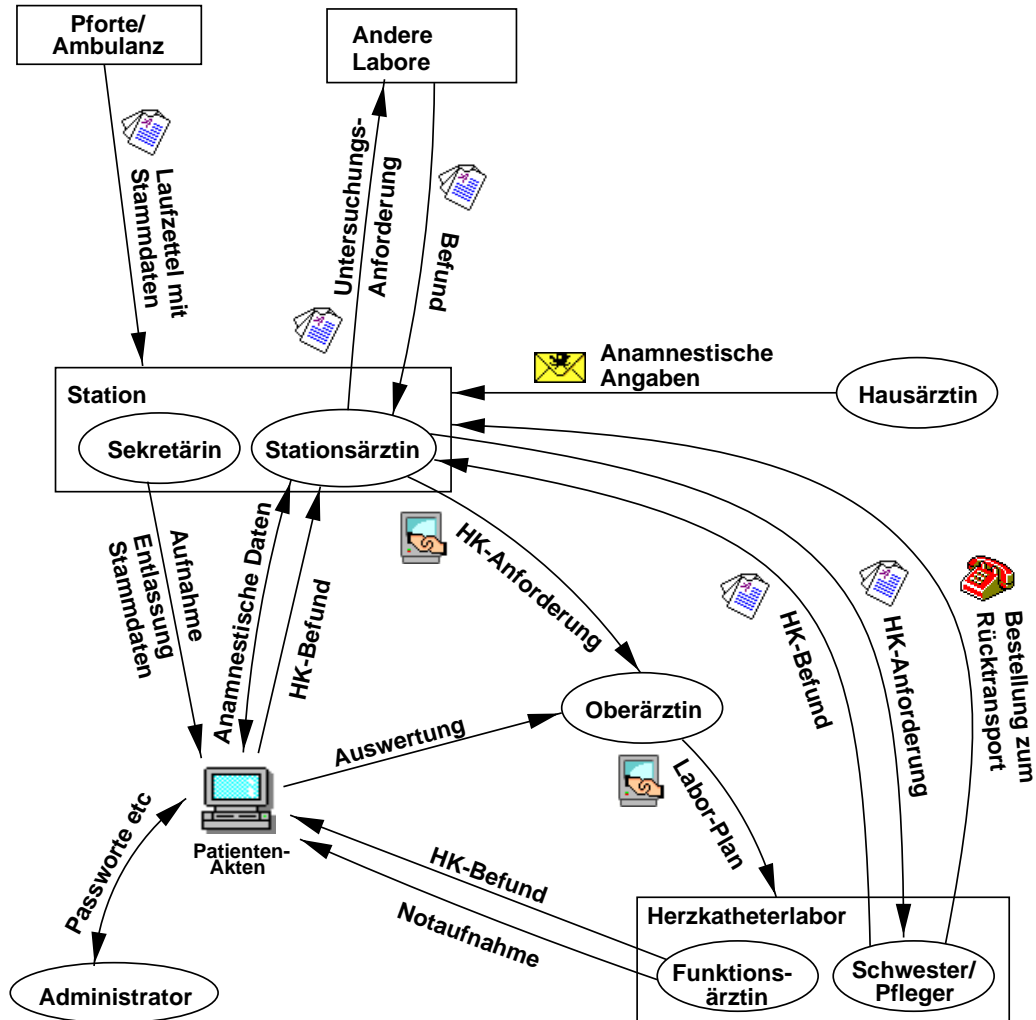 Pforte/
Ambulanz
Andere
Labore
Laufzettel mit
Stammdaten
Untersuchungs-
Anforderung
Befund
Anamnestische
Angaben
Hausärztin
Station
Sekretärin
Stationsärztin
Aufnahme
Entlassung
Stammdaten
Anamnestische Daten
HK-Befund
HK-Anforderung
HK-Befund
HK-Anforderung
Bestellung zum
Rücktransport
Oberärztin
Auswertung
Labor-Plan
Patienten-
Akten
Passworte etc
HK-Befund
Notaufnahme
Administrator
Herzkatheterlabor
Funktions-
ärztin
Schwester/
Pfleger